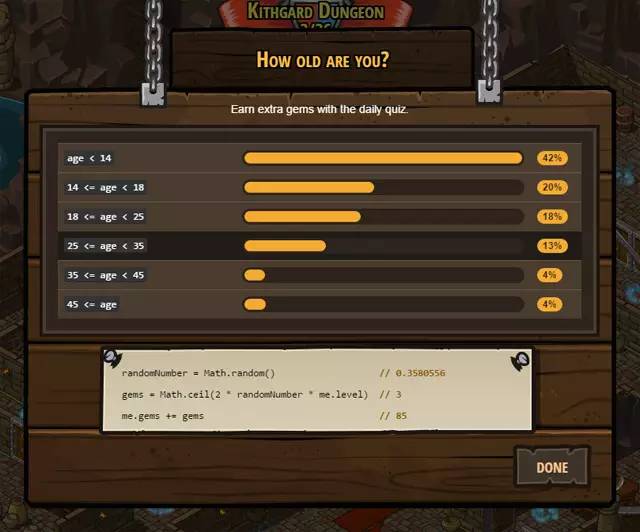 KITHGARD DUNGEON
HOW OLD ARE YOU?
Earn extra gems with the daily quiz.
age < 14 42%
14 <= age < 18 20%
18 <= age < 25 18%
25 <= age < 35 13%
35 <= age < 45 4%
45 <= age 4%
randomNumber = Math.random() // 0.3580556
gems = Math.ceil(2 * randomNumber * me.level) // 3
me.gems += gems // 85
DONE